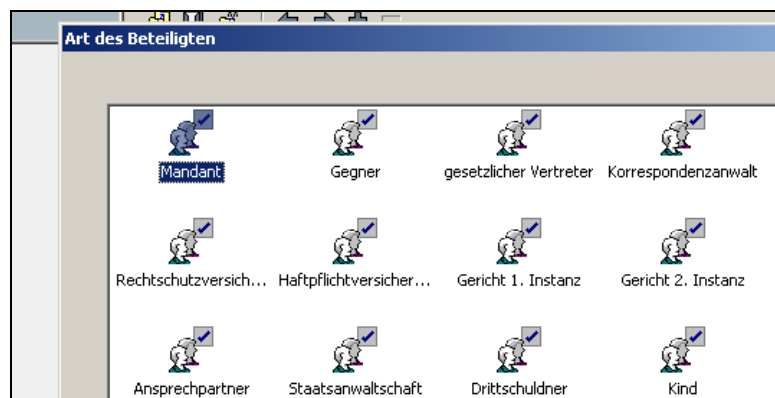 Art des Beteiligten
Mandant Gegner gesetzlicher Vertreter Korrespondenzanwalt
Rechtschutzversich... Haftpflichtversicher... Gericht 1. Instanz Gericht 2. Instanz
Ansprechpartner Staatsanwaltschaft Drittschuldner Kind